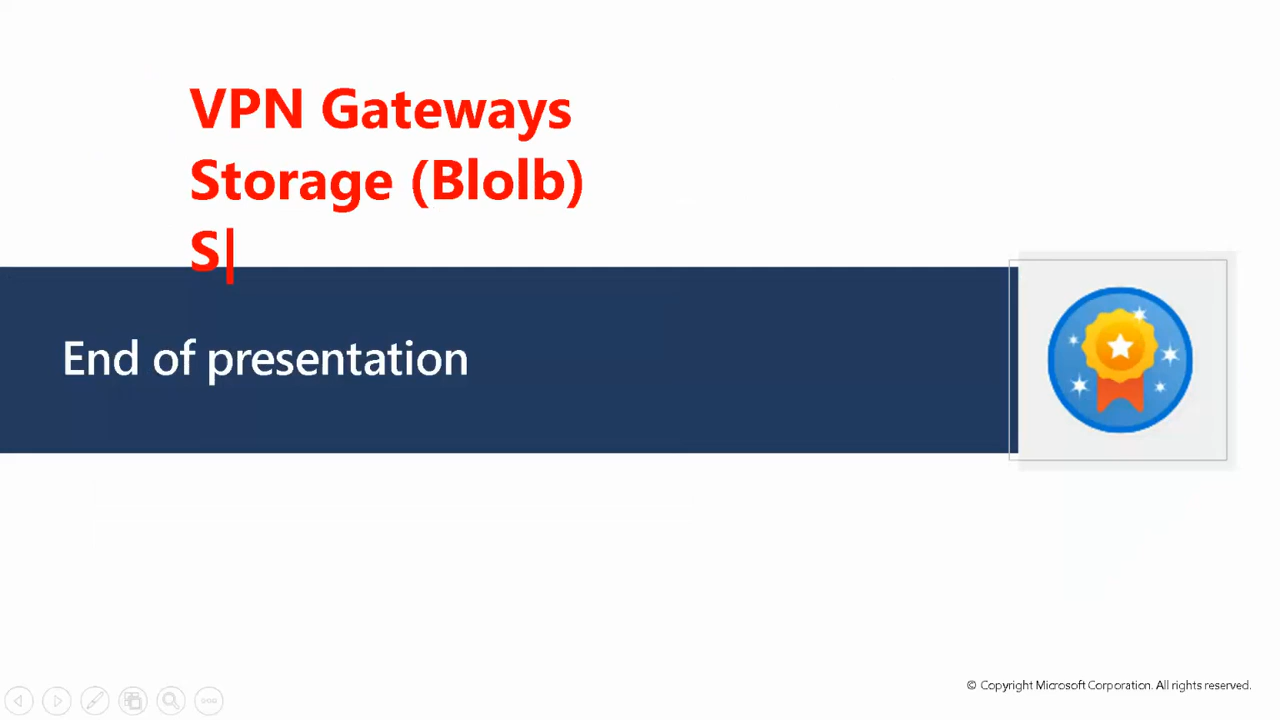 VPN Gateways
Storage (Blolb)
S
End of presentation
© Copyright Microsoft Corporation. All rights reserved.